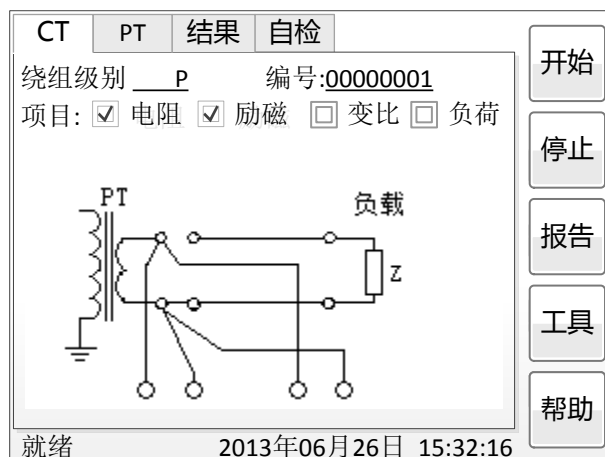 CT PT 结果 自检
绕组级别 P 编号:00000001
项目: 电阻 励磁 变比 负荷
PT
负载
Z
就绪 2013年06月26日 15:32:16
开始
停止
报告
工具
帮助